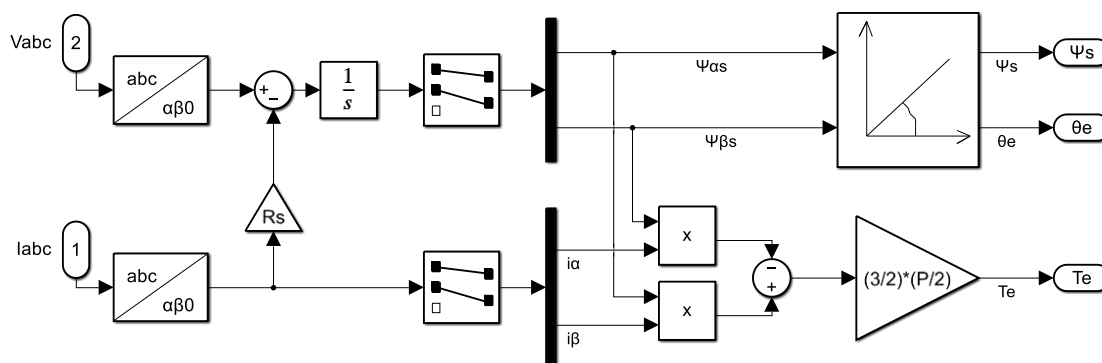 Vabc
2
abc
αβ0
+
−
1
s
Ψαs
Ψβs
Ψs
Ψs
θe
θe
Rs
Iabc
1
abc
αβ0
iα
iβ
x
x
−
+
(3/2)*(P/2)
Te
Te